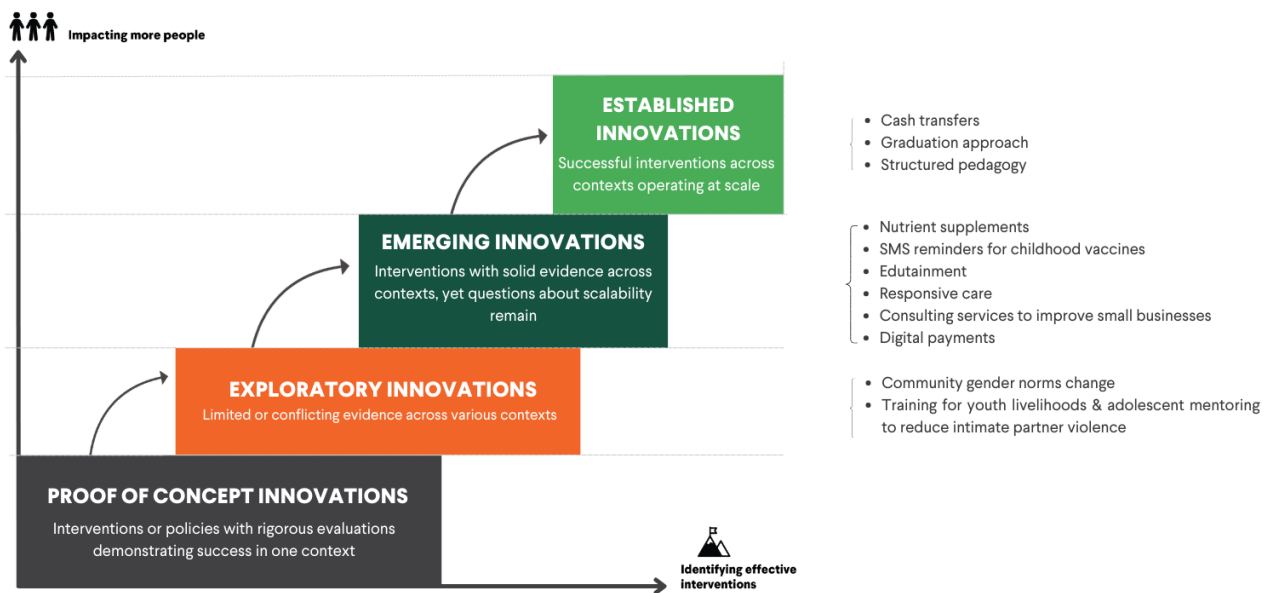 Impacting more people
ESTABLISHED
INNOVATIONS
Successful interventions across
contexts operating at scale
• Cash transfers
• Graduation approach
• Structured pedagogy
EMERGING INNOVATIONS
Interventions with solid evidence across
contexts, yet questions about scalability
remain
• Nutrient supplements
• SMS reminders for childhood vaccines
• Edutainment
• Responsive care
• Consulting services to improve small businesses
• Digital payments
EXPLORATORY INNOVATIONS
Limited or conflicting evidence across various contexts
• Community gender norms change
• Training for youth livelihoods & adolescent mentoring
to reduce intimate partner violence
PROOF OF CONCEPT INNOVATIONS
Interventions or policies with rigorous evaluations
demonstrating success in one context
Identifying effective
interventions